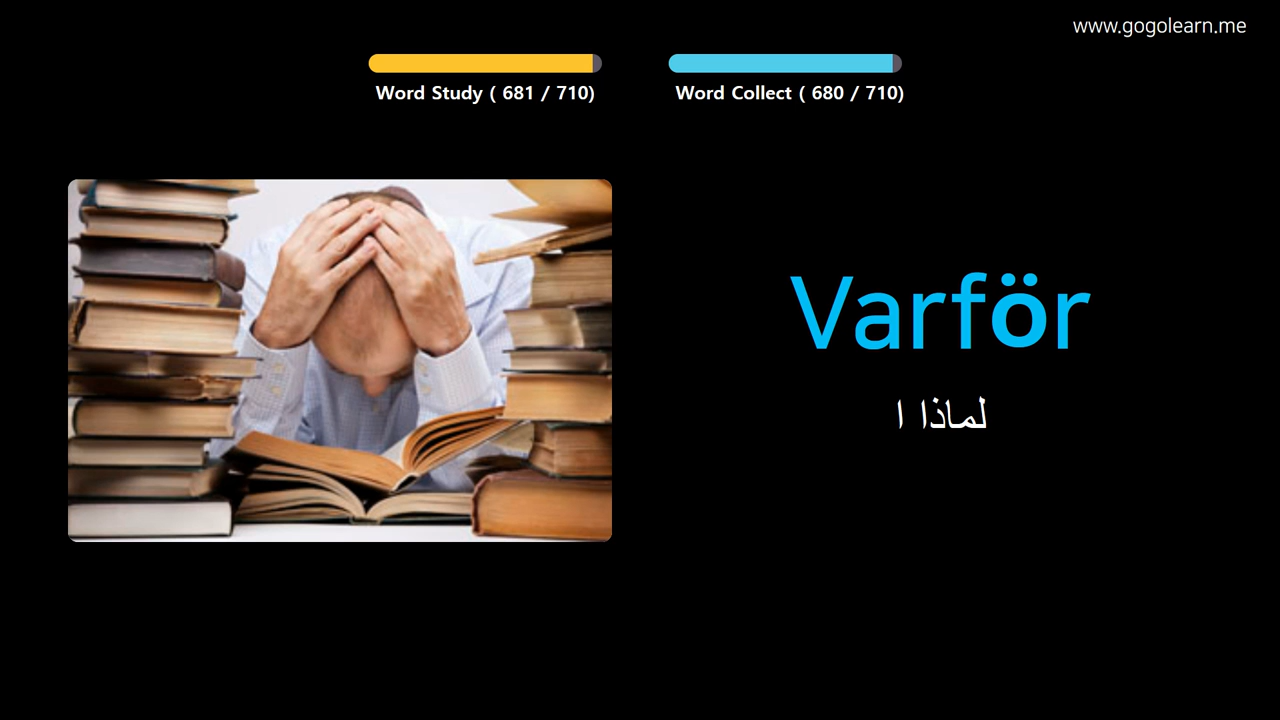 www.gogolearn.me
Word Study ( 681 / 710)
Word Collect ( 680 / 710)
Varför
لماذا ا